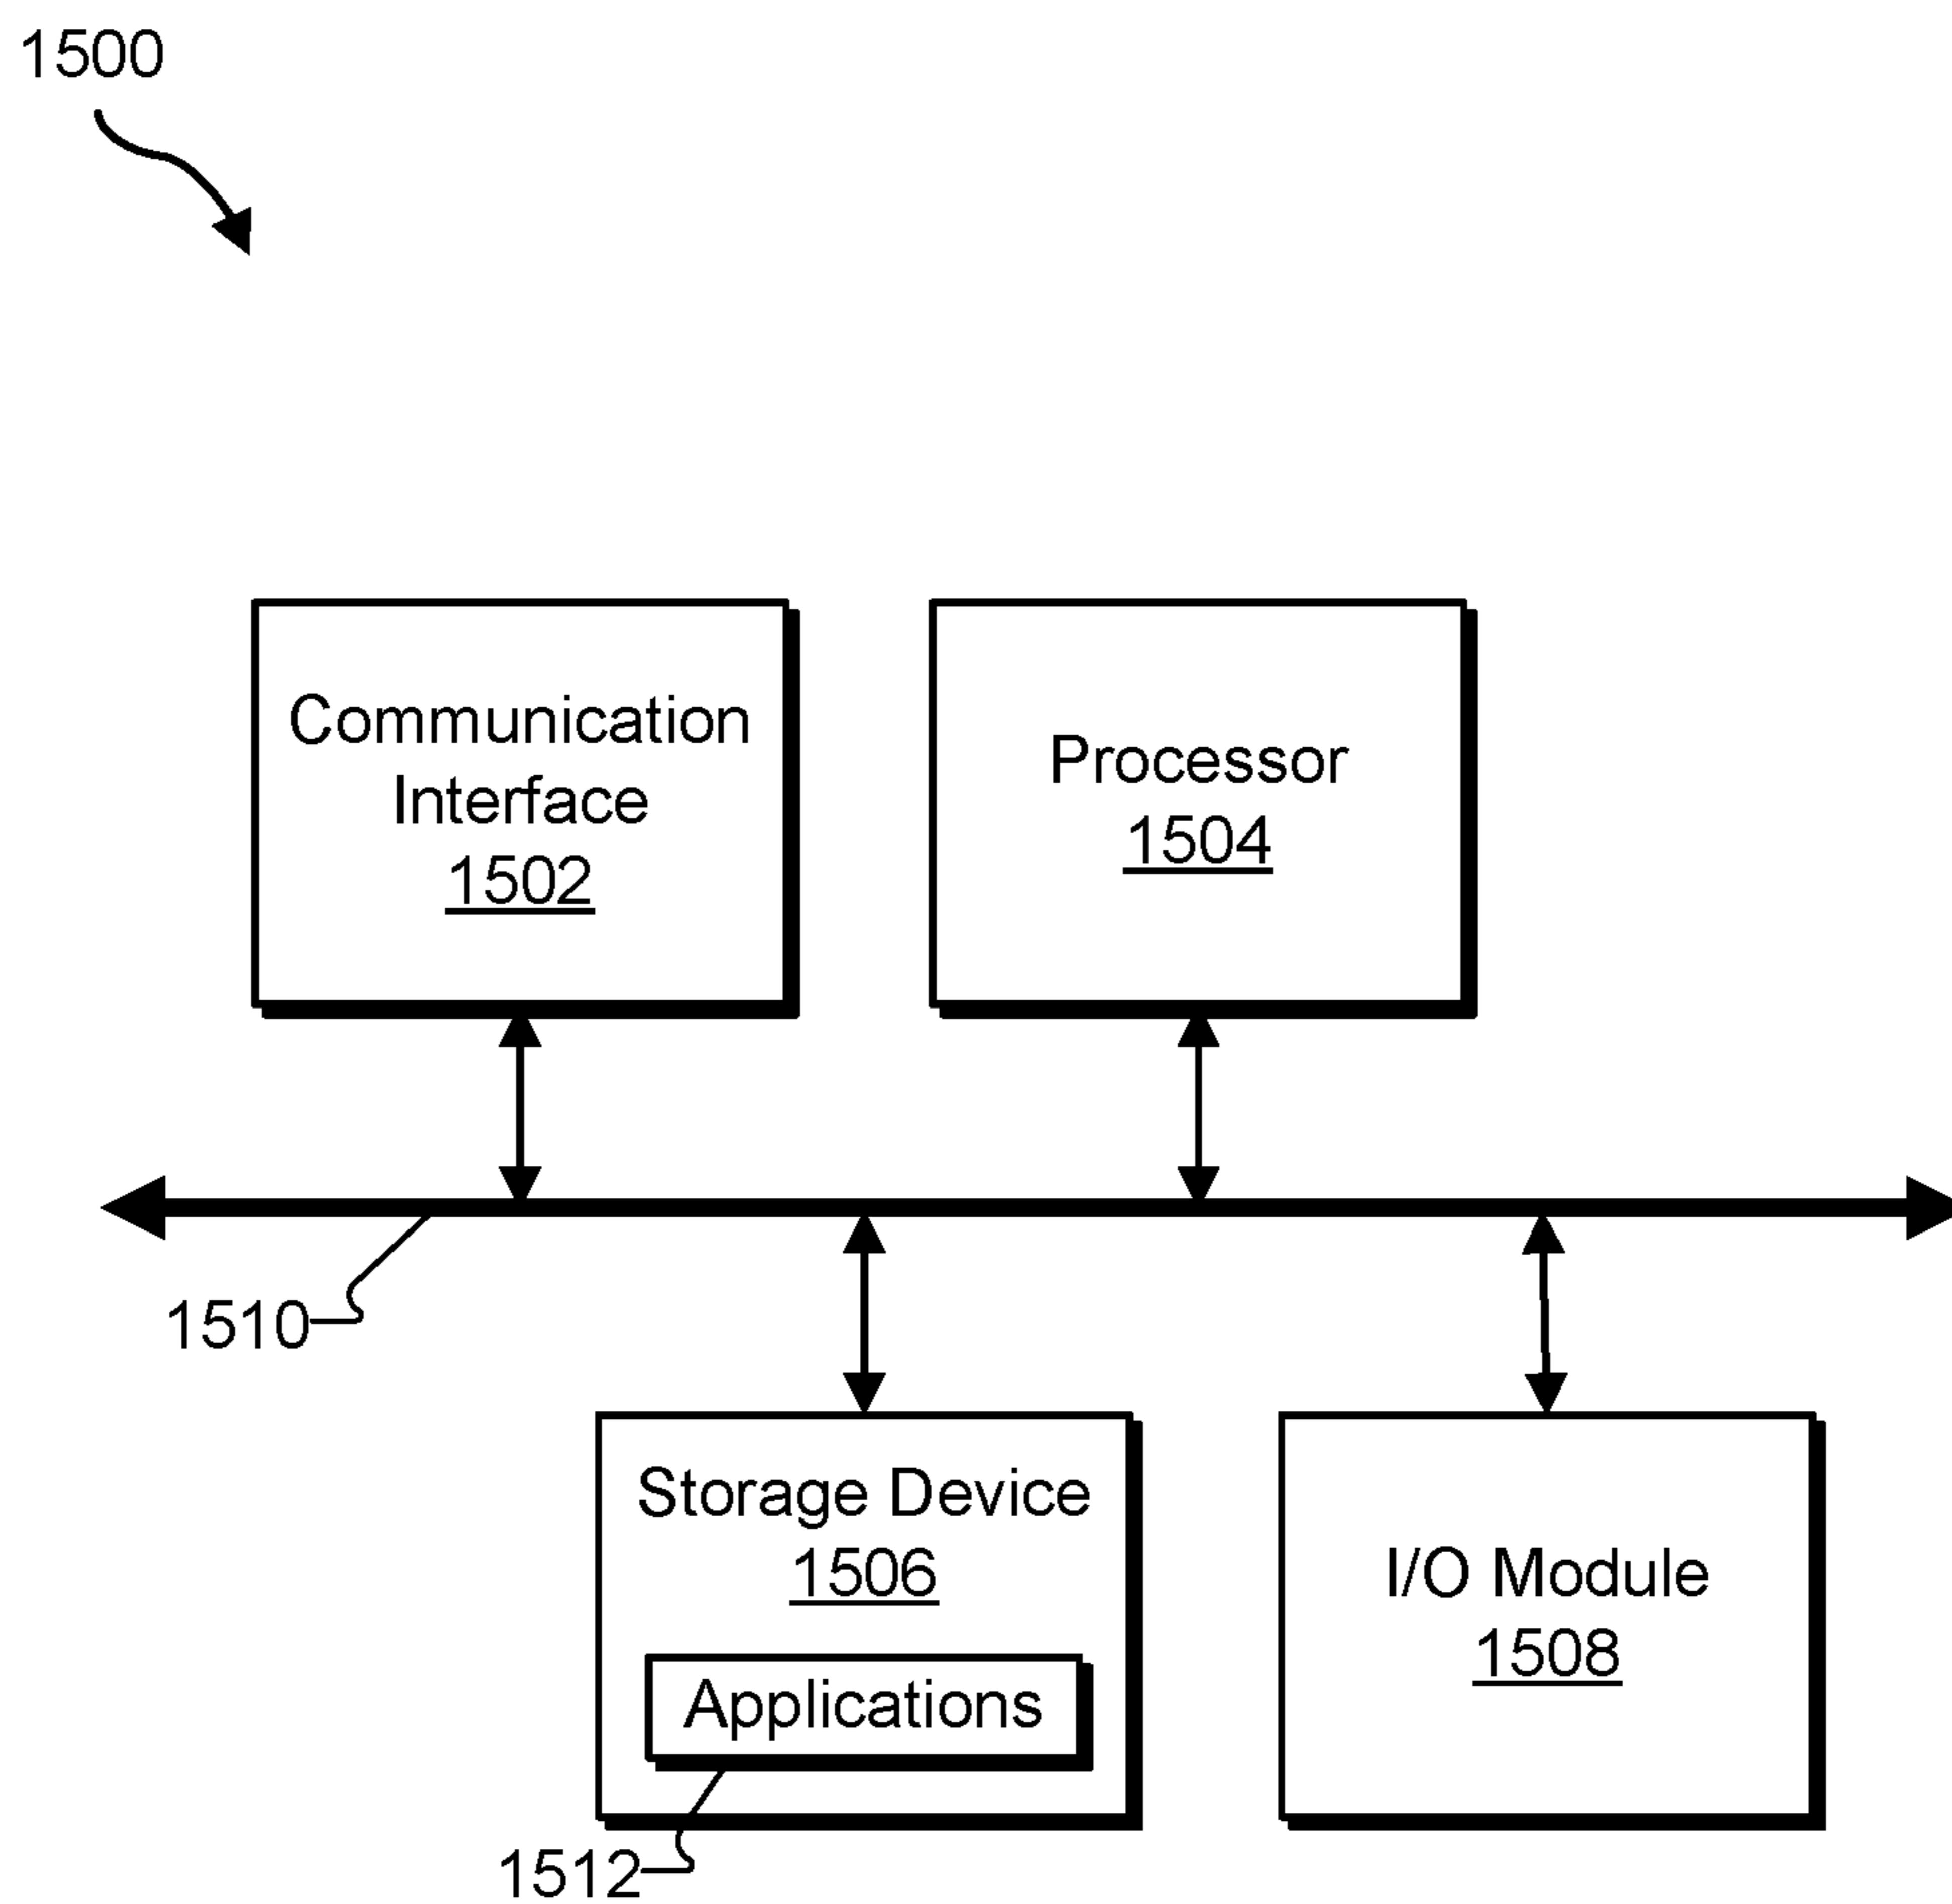 1500
Communication
Interface
1502
Processor
1504
1510
Storage Device
1506
Applications
1512
I/O Module
1508